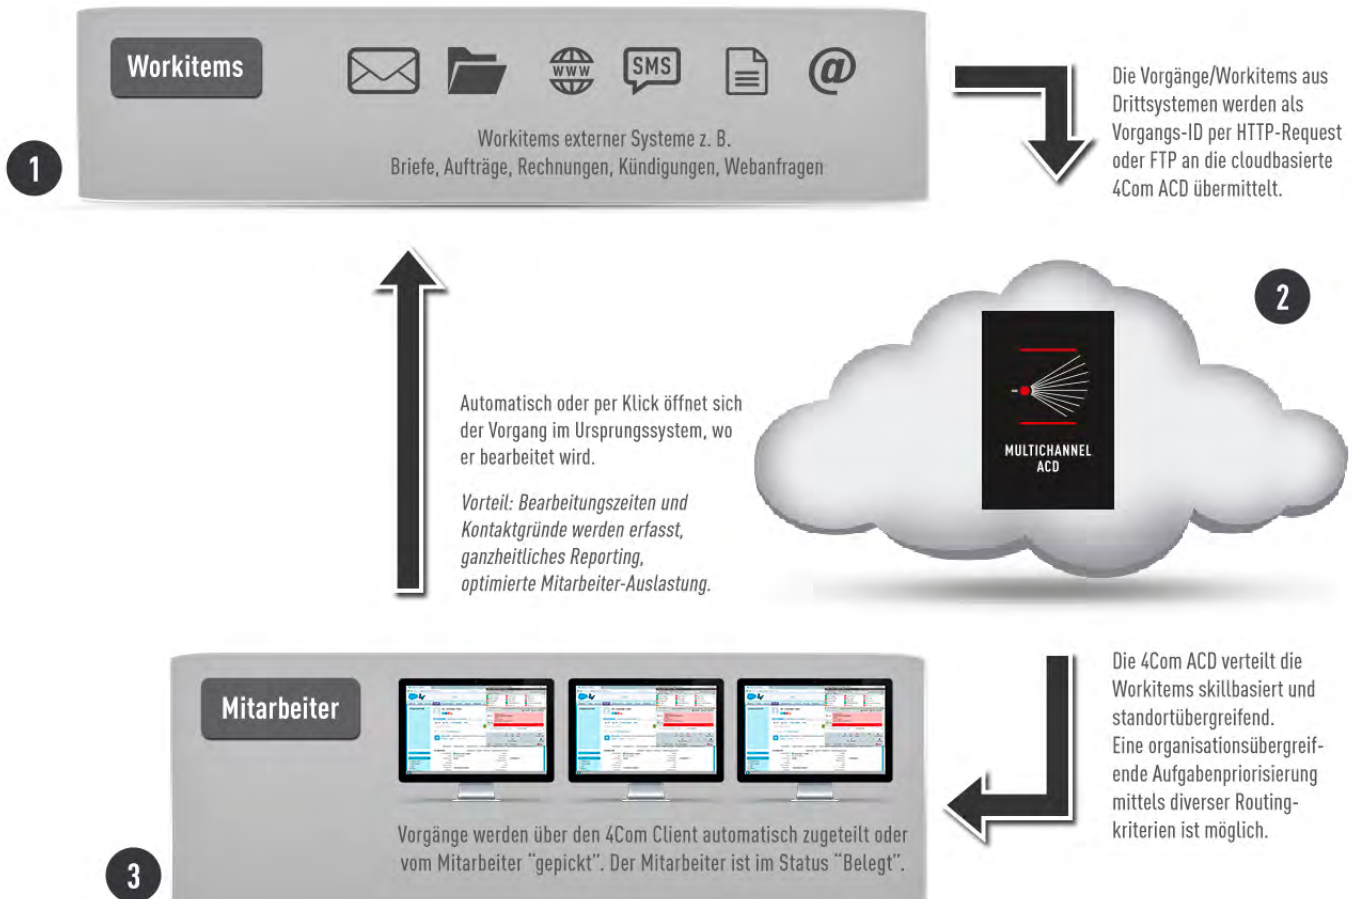 Workitems
WWW
SMS
@
Workitems externer Systeme z. B.
Briefe, Aufträge, Rechnungen, Kündigungen, Webanfragen
1
Die Vorgänge/Workitems aus
Drittsystemen werden als
Vorgangs-ID per HTTP-Request
oder FTP an die cloudbasierte
4Com ACD übermittelt.
2
MULTICHANNEL
ACD
Automatisch oder per Klick öffnet sich
der Vorgang im Ursprungssystem, wo
er bearbeitet wird.
Vorteil: Bearbeitungszeiten und
Kontaktgründe werden erfasst,
ganzheitliches Reporting,
optimierte Mitarbeiter-Auslastung.
Die 4Com ACD verteilt die
Workitems skillbasiert und
standortübergreifend.
Eine organisationsübergreif-
ende Aufgabenpriorisierung
mittels diverser Routing-
kriterien ist möglich.
Mitarbeiter
Vorgänge werden über den 4Com Client automatisch zugeteilt oder
vom Mitarbeiter "gepickt". Der Mitarbeiter ist im Status "Belegt".
3